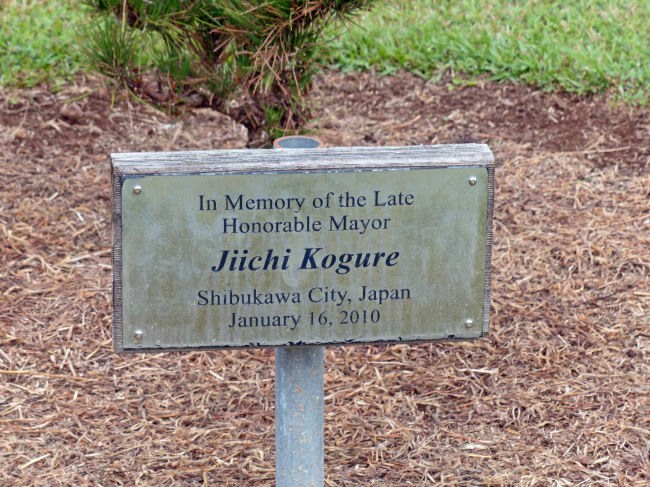 In Memory of the Late
Honorable Mayor
Jiichi Kogure
Shibukawa City, Japan
January 16, 2010